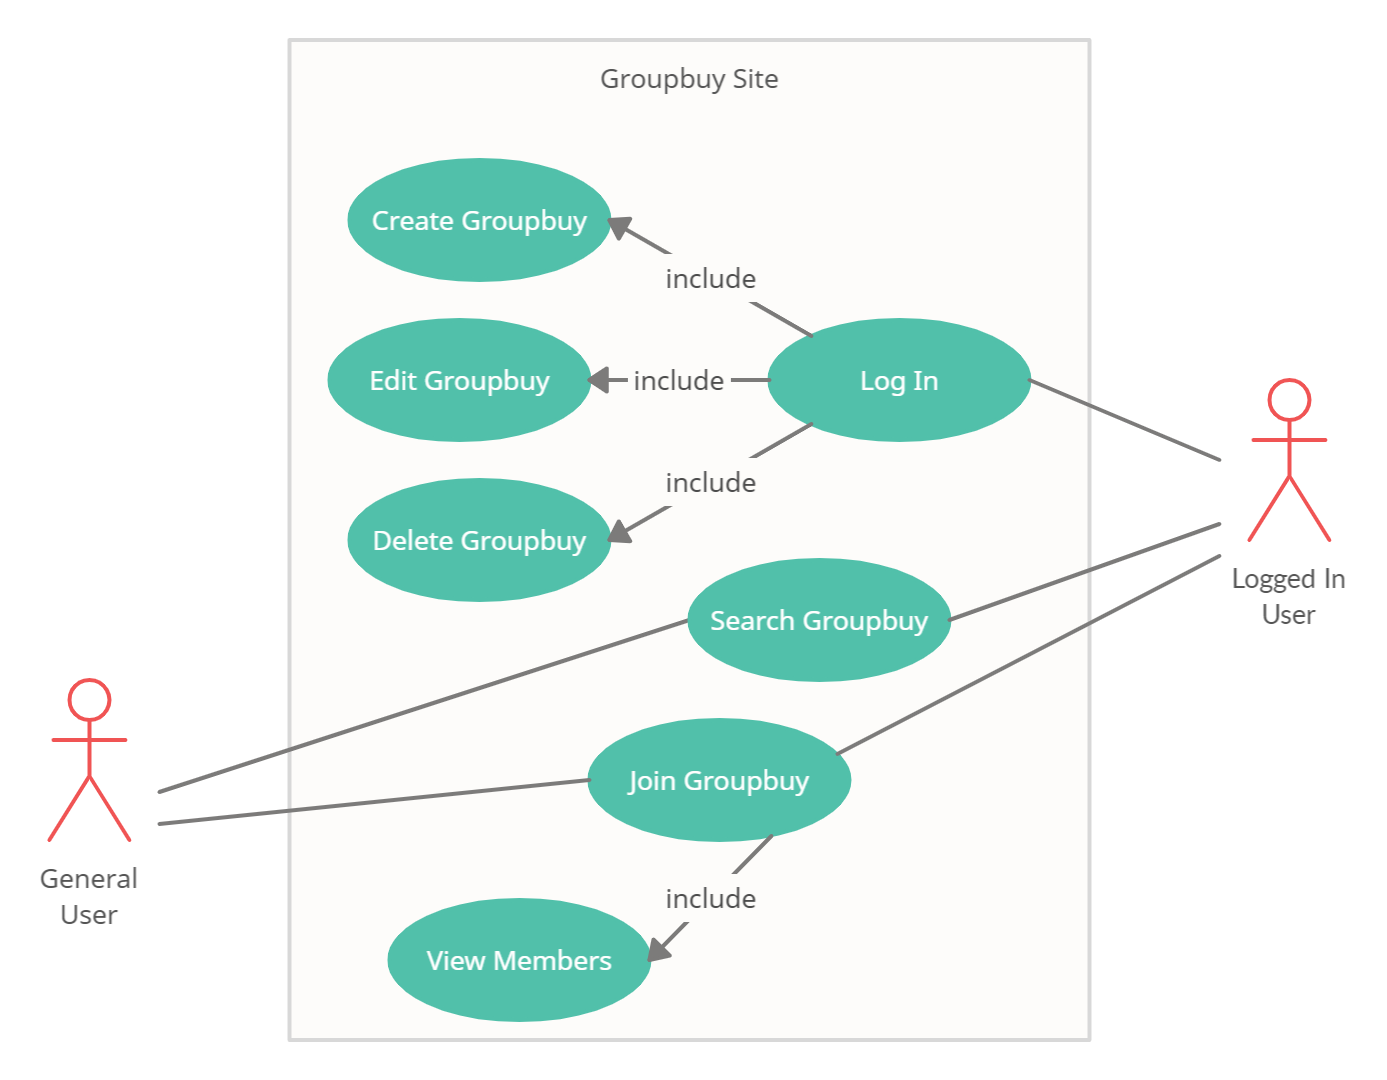 Groupbuy Site
Create Groupbuy
include
Edit Groupbuy
include
Log In
include
Delete Groupbuy
Logged In
User
Search Groupbuy
Join Groupbuy
General
User
include
View Members